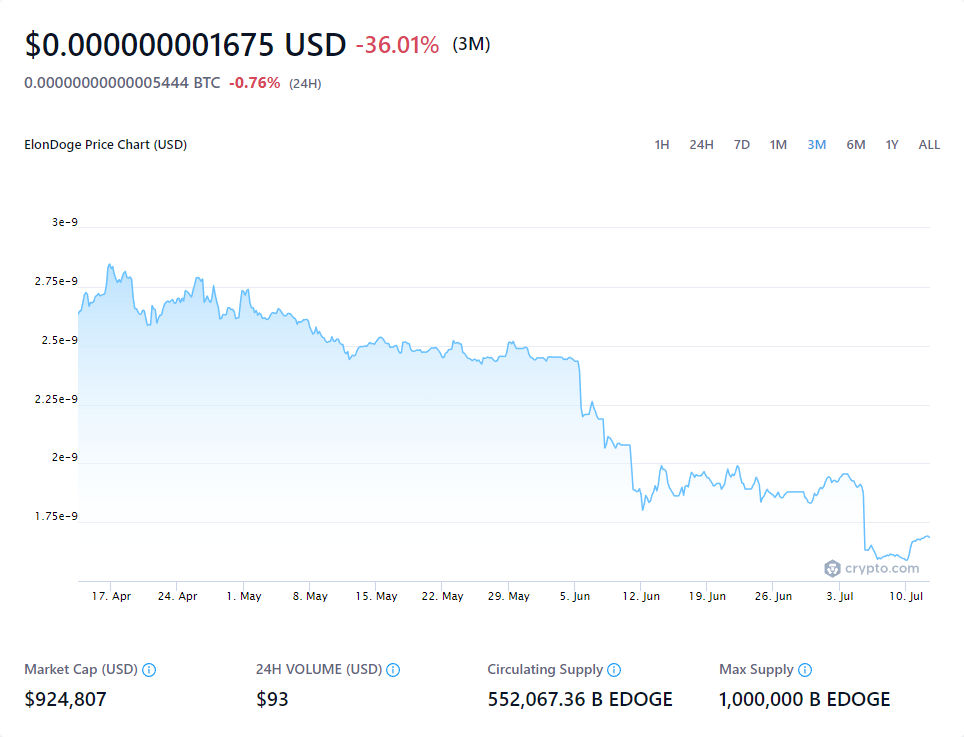 $0.000000001675 USD -36.01% (3M)
0.00000000000005444 BTC -0.76% (24H)
ElonDoge Price Chart (USD) 1H 24H 7D 1M 3M 6M 1Y ALL
3e-9
2.75e-9
2.5e-9
2.25e-9
2e-9
1.75e-9
crypto.com
17. Apr 24. Apr 1. May 8. May 15. May 22. May 29. May 5. Jun 12. Jun 19. Jun 26. Jun 3. Jul 10. Jul
Market Cap (USD) 24H VOLUME (USD) Circulating Supply Max Supply
$924,807 $93 552,067.36 B EDOGE 1,000,000 B EDOGE